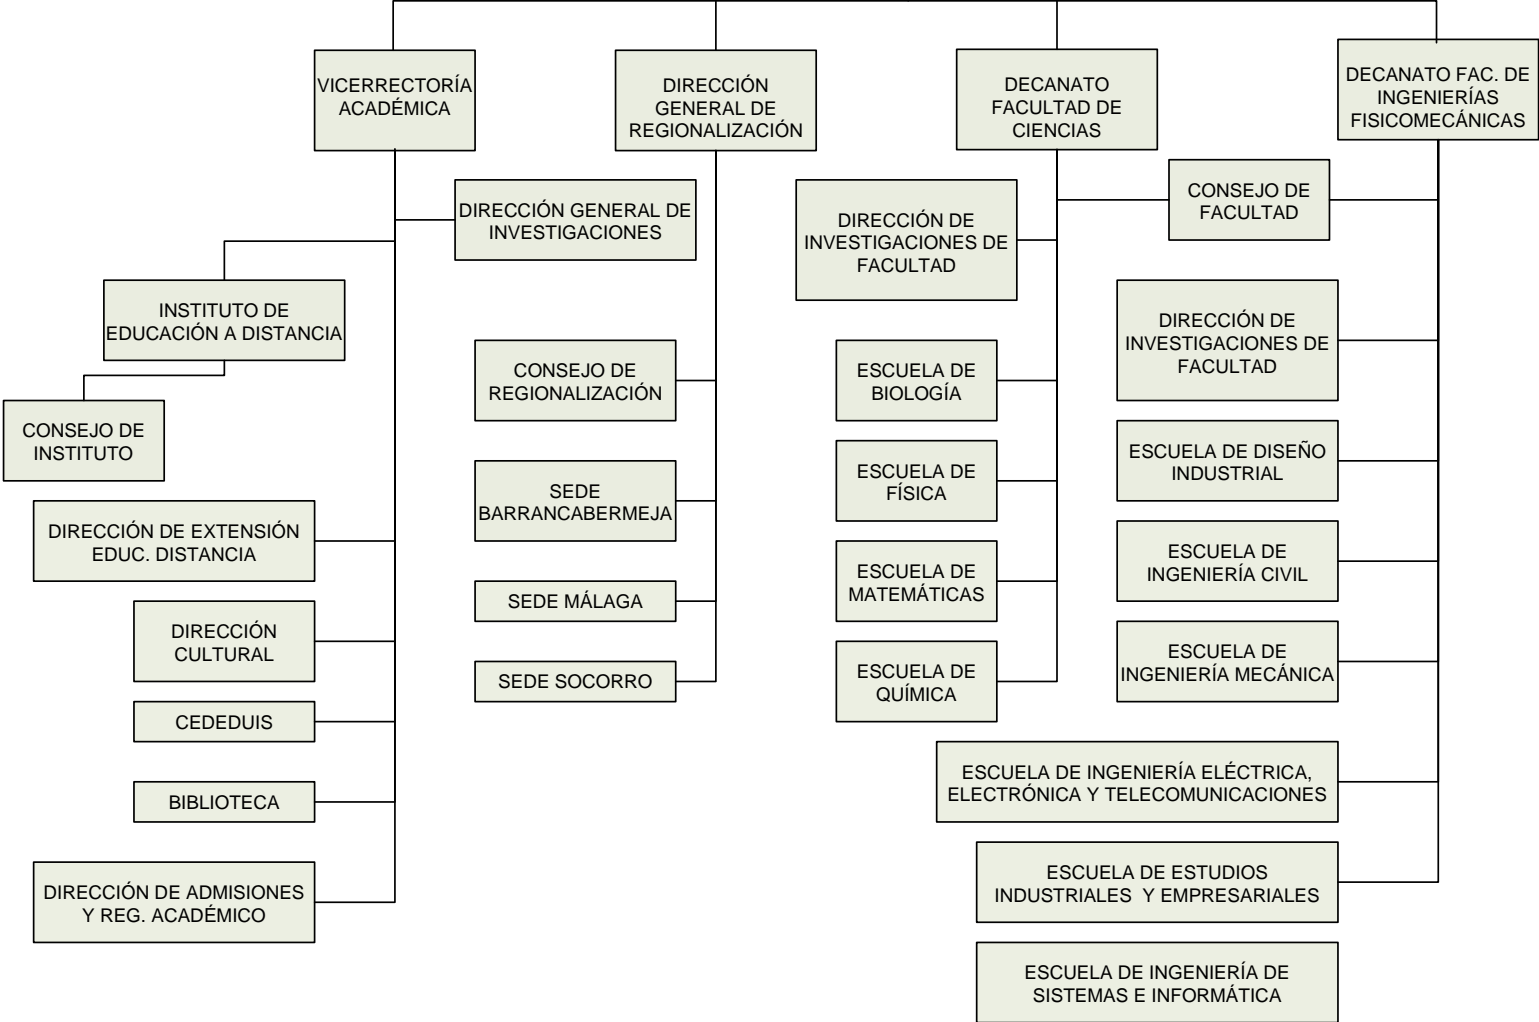 VICERRECTORÍA
ACADÉMICA
DIRECCIÓN
GENERAL DE
REGIONALIZACIÓN
DECANATO
FACULTAD DE
CIENCIAS
DECANATO FAC. DE
INGENIERÍAS
FISICOMECÁNICAS
DIRECCIÓN GENERAL DE
INVESTIGACIONES
INSTITUTO DE
EDUCACIÓN A DISTANCIA
CONSEJO DE
INSTITUTO
DIRECCIÓN DE EXTENSIÓN
EDUC. DISTANCIA
DIRECCIÓN
CULTURAL
CEDEDUIS
BIBLIOTECA
DIRECCIÓN DE ADMISIONES
Y REG. ACADÉMICO
CONSEJO DE
REGIONALIZACIÓN
SEDE
BARRANCABERMEJA
SEDE MÁLAGA
SEDE SOCORRO
DIRECCIÓN DE
INVESTIGACIONES DE
FACULTAD
ESCUELA DE
BIOLOGÍA
ESCUELA DE
FÍSICA
ESCUELA DE
MATEMÁTICAS
ESCUELA DE
QUÍMICA
CONSEJO DE
FACULTAD
DIRECCIÓN DE
INVESTIGACIONES DE
FACULTAD
ESCUELA DE DISEÑO
INDUSTRIAL
ESCUELA DE
INGENIERÍA CIVIL
ESCUELA DE
INGENIERÍA MECÁNICA
ESCUELA DE INGENIERÍA ELÉCTRICA,
ELECTRÓNICA Y TELECOMUNICACIONES
ESCUELA DE ESTUDIOS
INDUSTRIALES Y EMPRESARIALES
ESCUELA DE INGENIERÍA DE
SISTEMAS E INFORMÁTICA